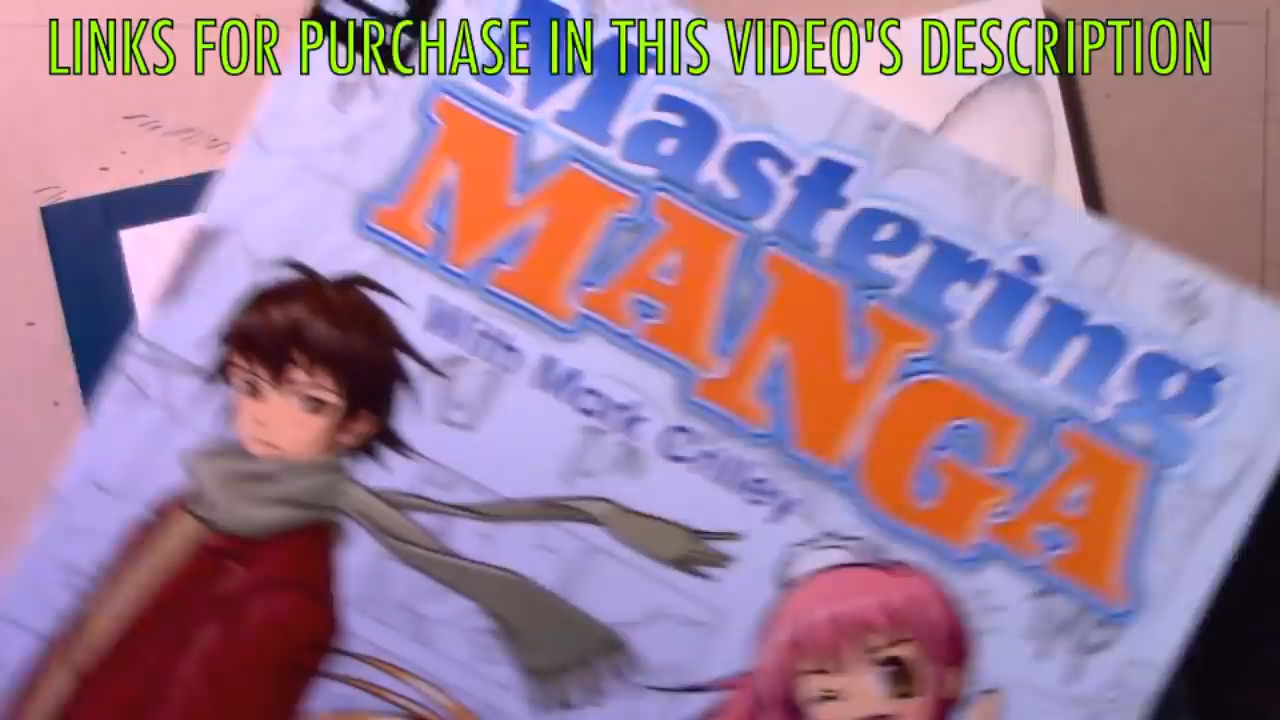 LINKS FOR PURCHASE IN THIS VIDEO'S DESCRIPTION
Mastering
MANGA
With Mark Crilley